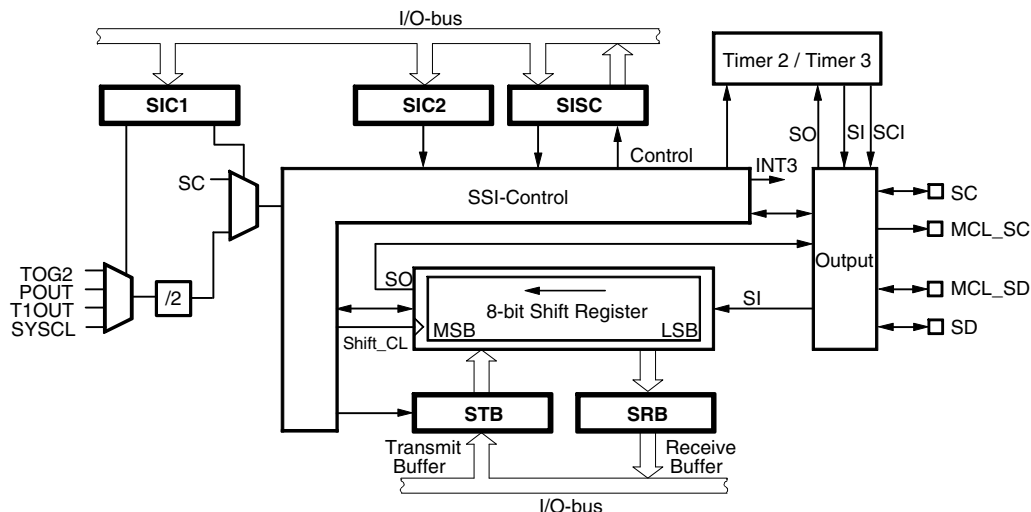 I/O-bus
Timer 2 / Timer 3
SIC1
SIC2
SISC
SO
SI
SCI
Control
INT3
SC
SSI-Control
SC
MCL_SC
Output
TOG2
POUT
T1OUT
SYSCL
/2
SO
8-bit Shift Register
MSB
LSB
SI
MCL_SD
SD
Shift_CL
STB
SRB
Transmit
Buffer
Receive
Buffer
I/O-bus